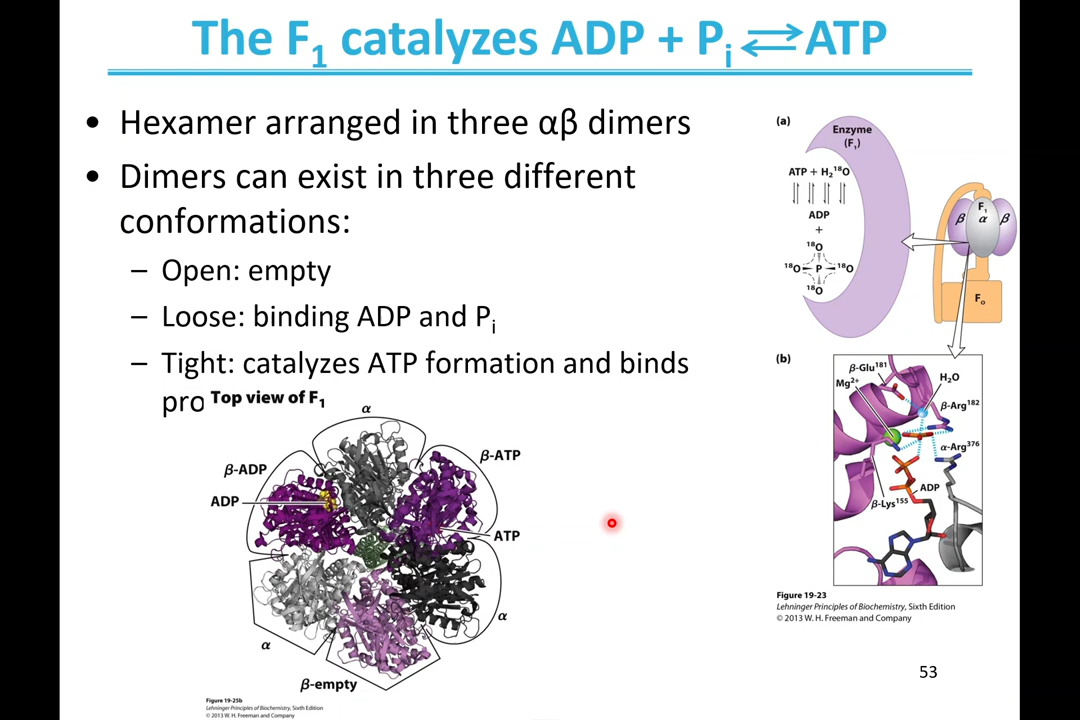 The F1 catalyzes ADP + Pi ⇌ ATP
• Hexamer arranged in three αβ dimers
• Dimers can exist in three different
conformations:
– Open: empty
– Loose: binding ADP and Pi
– Tight: catalyzes ATP formation and binds
pro
Top view of F1
α
β-ADP
β-ATP
ADP
ATP
α
α
β-empty
Figure 19-25b
Lehninger Principles of Biochemistry, Sixth Edition
© 2013 W. H. Freeman and Company
(a)
Enzyme
(F1)
ATP + H218O
ADP
+
18O
18O P 18O
18O
F1
β α β
Fo
(b)
β-Glu181
Mg2+
H2O
β-Arg182
α-Arg376
ADP
β-Lys155
Figure 19-23
Lehninger Principles of Biochemistry, Sixth Edition
© 2013 W. H. Freeman and Company
53